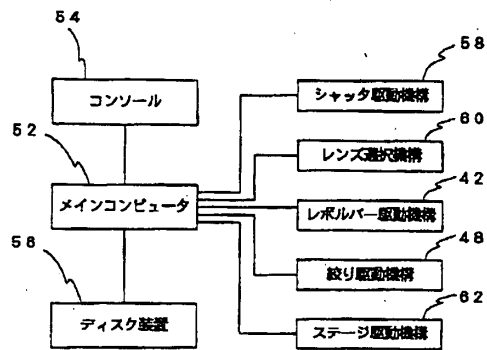 54
コンソール
52
メインコンピュータ
56
ディスク装置
58
シャッタ駆動機構
60
レンズ選択機構
42
レボルバー駆動機構
48
絞り駆動機構
62
ステージ駆動機構